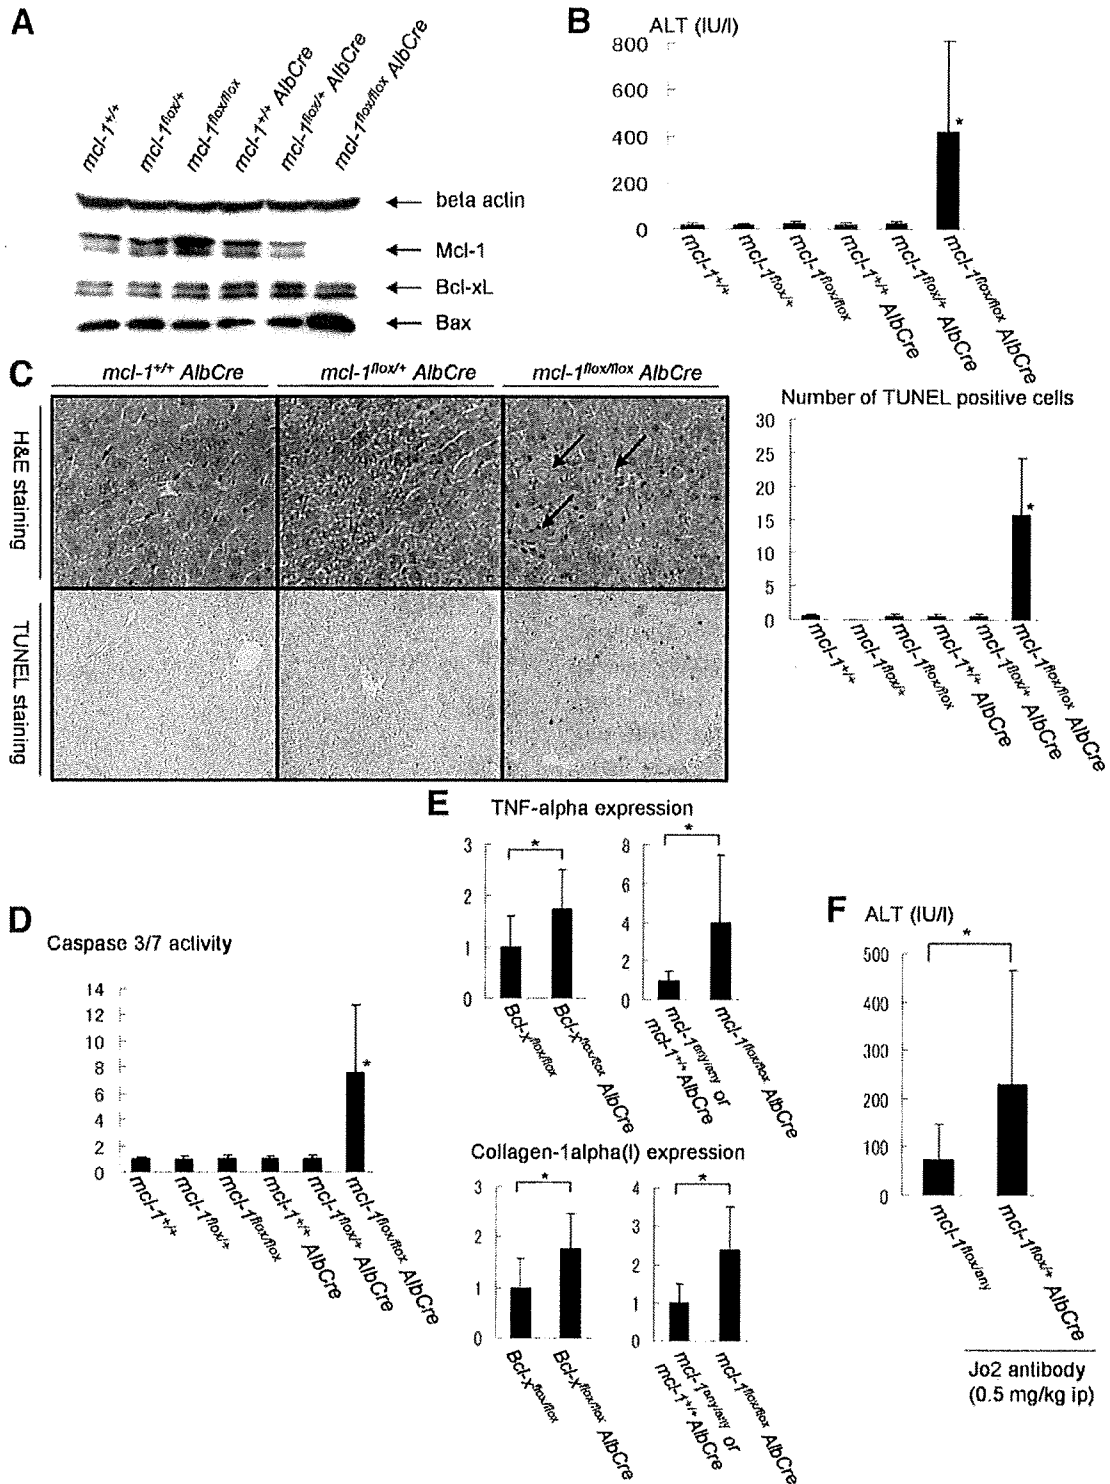 A
mcl-1+/+
mcl-1flox/+
mcl-1flox/flox
mcl-1+/+ AlbCre
mcl-1flox/+ AlbCre
mcl-1flox/flox AlbCre
beta actin
Mcl-1
Bcl-xL
Bax
B
ALT (IU/l)
800
600
400
200
0
*
mcl-1+/+
mcl-1flox/+
mcl-1flox/flox
mcl-1+/+ AlbCre
mcl-1flox/+ AlbCre
mcl-1flox/flox AlbCre
C
mcl-1+/+ AlbCre
mcl-1flox/+ AlbCre
mcl-1flox/flox AlbCre
H&E staining
TUNEL staining
Number of TUNEL positive cells
30
25
20
15
10
5
0
*
mcl-1+/+
mcl-1flox/+
mcl-1flox/flox
mcl-1+/+ AlbCre
mcl-1flox/+ AlbCre
mcl-1flox/flox AlbCre
D
Caspase 3/7 activity
14
12
10
8
6
4
2
0
*
mcl-1+/+
mcl-1flox/+
mcl-1flox/flox
mcl-1+/+ AlbCre
mcl-1flox/+ AlbCre
mcl-1flox/flox AlbCre
E
TNF-alpha expression
3
2
1
0
*
Bcl-xflox/flox
Bcl-xflox/flox AlbCre
8
6
4
2
0
*
mcl-1any/any or
mcl-1+/+ AlbCre
mcl-1flox/flox AlbCre
Collagen-1alpha(I) expression
3
2
1
0
*
Bcl-xflox/flox
Bcl-xflox/flox AlbCre
4
3
2
1
0
*
mcl-1any/any or
mcl-1+/+ AlbCre
mcl-1flox/flox AlbCre
F
ALT (IU/l)
500
400
300
200
100
0
*
mcl-1flox/any
mcl-1flox/+ AlbCre
Jo2 antibody
(0.5 mg/kg ip)